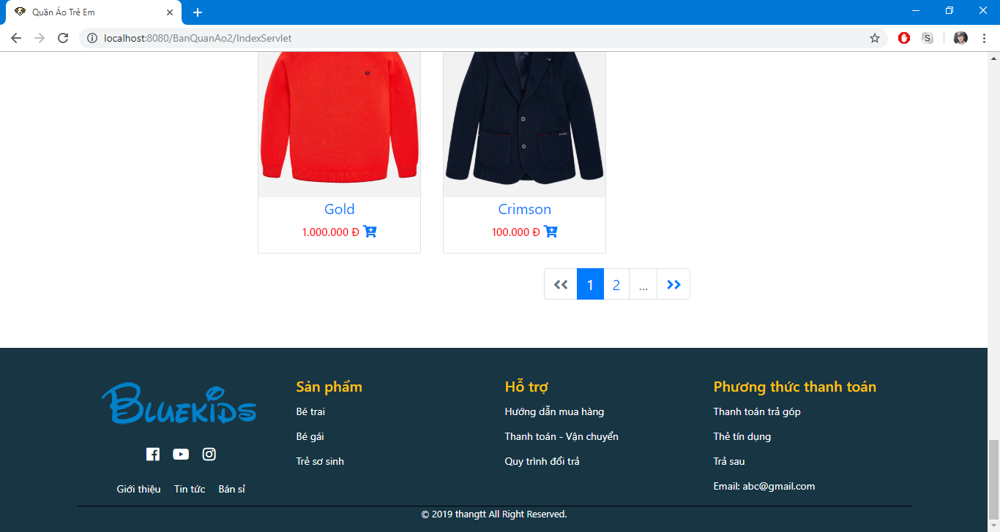 Quần Áo Trẻ Em
localhost:8080/BanQuanAo2/IndexServlet
S
Gold
1.000.000 Đ
Crimson
100.000 Đ
1 2 ...
BLUEKIDS
Giới thiệu Tin tức Bán sỉ
Sản phẩm
Bé trai
Bé gái
Trẻ sơ sinh
Hỗ trợ
Hướng dẫn mua hàng
Thanh toán - Vận chuyển
Quy trình đổi trả
Phương thức thanh toán
Thanh toán trả góp
Thẻ tín dụng
Trả sau
Email: abc@gmail.com
© 2019 thangtt All Right Reserved.